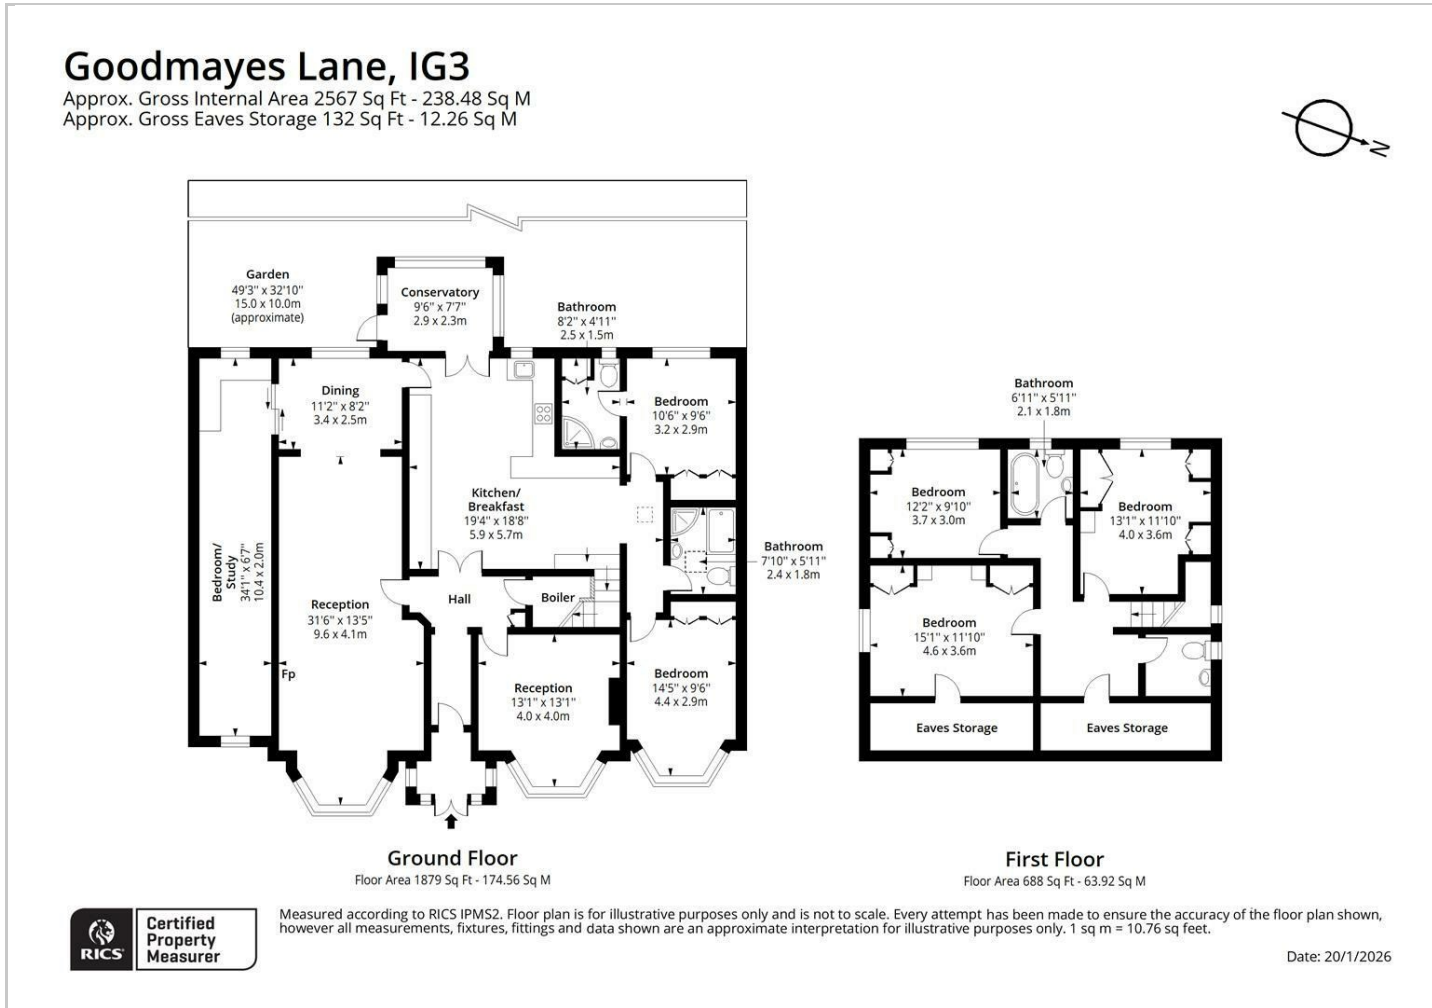 Goodmayes Lane, IG3
Approx. Gross Internal Area 2567 Sq Ft - 238.48 Sq M
Approx. Gross Eaves Storage 132 Sq Ft - 12.26 Sq M
N
Garden
49'3" x 32'10"
15.0 x 10.0m
(approximate)
Conservatory
9'6" x 7'7"
2.9 x 2.3m
Bathroom
8'2" x 4'11"
2.5 x 1.5m
Dining
11'2" x 8'2"
3.4 x 2.5m
Bedroom
10'6" x 9'6"
3.2 x 2.9m
Kitchen/
Breakfast
19'4" x 18'8"
5.9 x 5.7m
Bathroom
7'10" x 5'11"
2.4 x 1.8m
Bedroom/
Study
34'1" x 6'7"
10.4 x 2.0m
Reception
31'6" x 13'5"
9.6 x 4.1m
Fp
Hall
Boiler
Reception
13'1" x 13'1"
4.0 x 4.0m
Bedroom
14'5" x 9'6"
4.4 x 2.9m
Ground Floor
Floor Area 1879 Sq Ft - 174.56 Sq M
Bathroom
6'11" x 5'11"
2.1 x 1.8m
Bedroom
12'2" x 9'10"
3.7 x 3.0m
Bedroom
13'1" x 11'10"
4.0 x 3.6m
Bedroom
15'1" x 11'10"
4.6 x 3.6m
Eaves Storage
Eaves Storage
First Floor
Floor Area 688 Sq Ft - 63.92 Sq M
RICS
Certified
Property
Measurer
Measured according to RICS IPMS2. Floor plan is for illustrative purposes only and is not to scale. Every attempt has been made to ensure the accuracy of the floor plan shown,
however all measurements, fixtures, fittings and data shown are an approximate interpretation for illustrative purposes only. 1 sq m = 10.76 sq feet.
Date: 20/1/2026